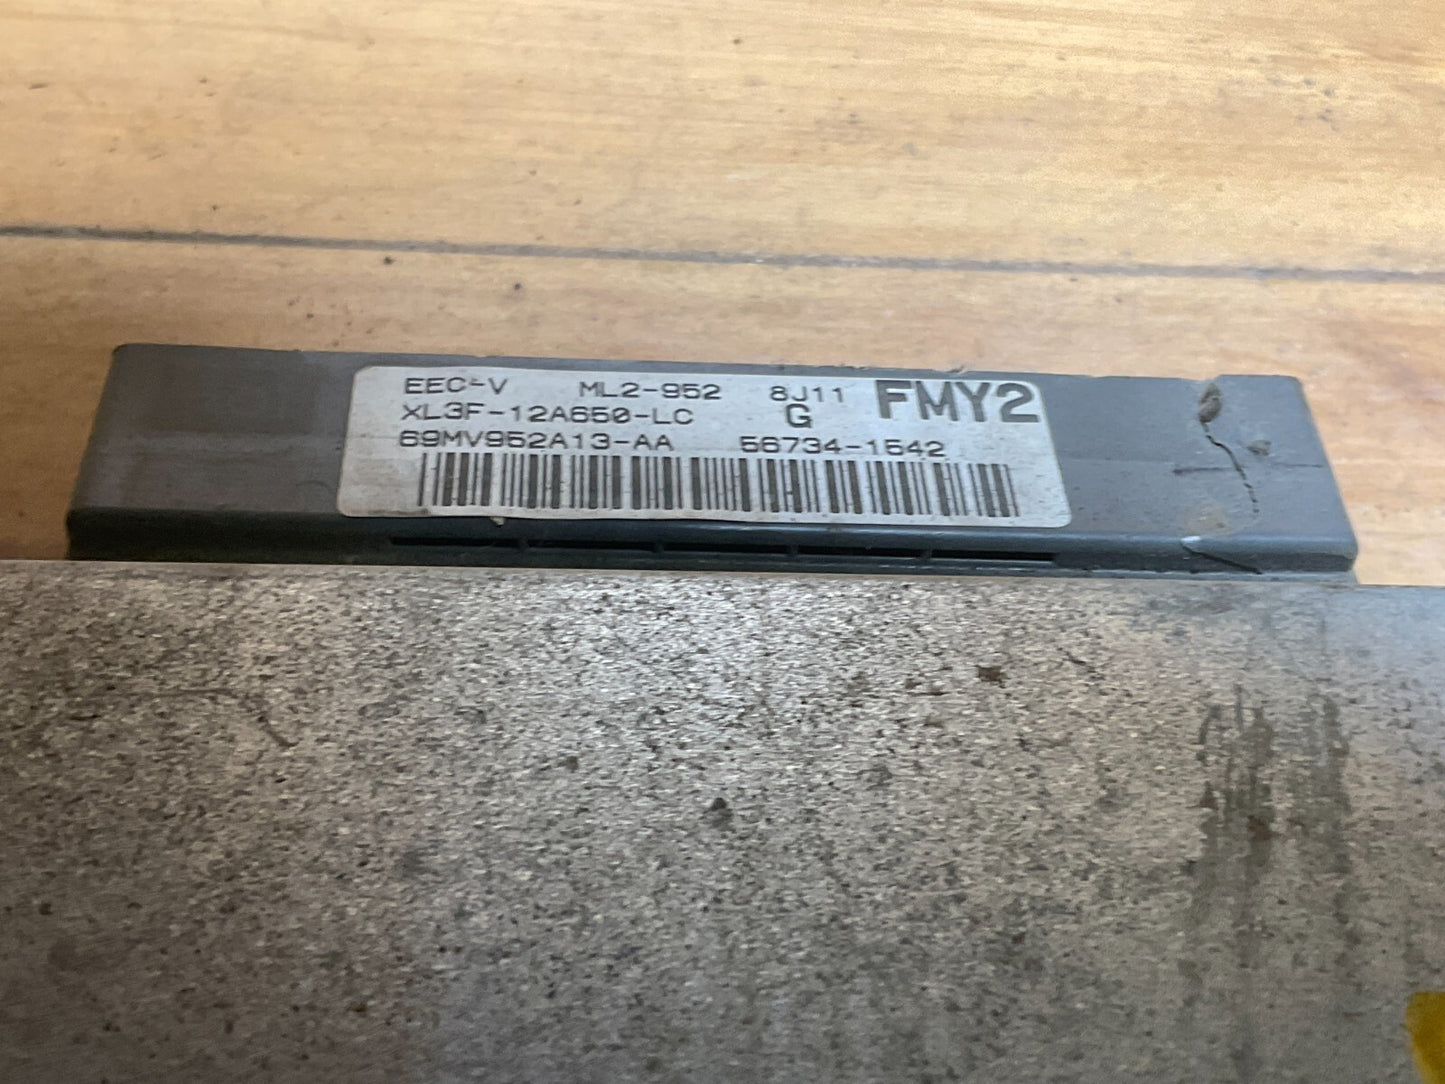 EEC-V ML2-952 8J11 FMY2
XL3F-12A650-LC G
69MV952A13-AA 56734-1542